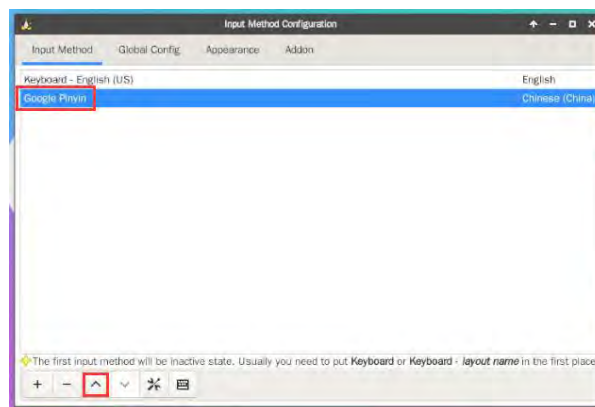 Input Method Configuration
Input Method Global Config Appearance Addon
Keyboard - English (US) English
Google Pinyin Chinese (China)
The first input method will be inactive state. Usually you need to put Keyboard or Keyboard - layout name in the first place